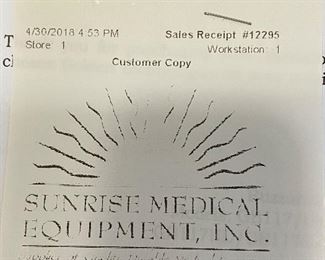 4/30/2018 4:53 PM Sales Receipt #12295
Store: 1 Workstation: 1
Customer Copy
SUNRISE MEDICAL
EQUIPMENT, INC.